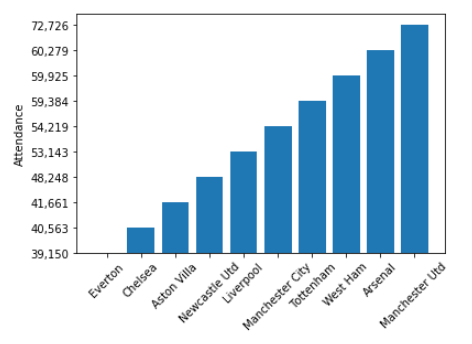 72,726
60,279
59,925
59,384
54,219
53,143
48,248
41,661
40,563
39,150
Attendance
Everton
Chelsea
Aston Villa
Newcastle Utd
Liverpool
Manchester City
Tottenham
West Ham
Arsenal
Manchester Utd